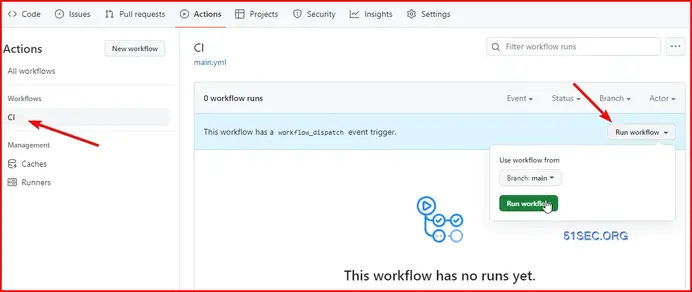 Code Issues Pull requests Actions Projects Security Insights Settings
Actions
New workflow
All workflows
Workflows
CI
Management
Caches
Runners
CI
main.yml
Filter workflow runs
0 workflow runs
Event Status Branch Actor
This workflow has a workflow_dispatch event trigger.
Run workflow
Use workflow from
Branch: main
Run workflow
51SEC.ORG
This workflow has no runs yet.